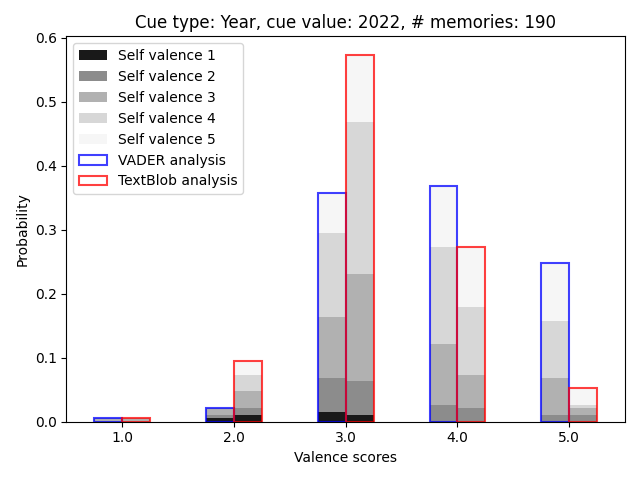 Cue type: Year, cue value: 2022, # memories: 190
Self valence 1
Self valence 2
Self valence 3
Self valence 4
Self valence 5
VADER analysis
TextBlob analysis
Probability
0.6
0.5
0.4
0.3
0.2
0.1
0.0
1.0 2.0 3.0 4.0 5.0
Valence scores